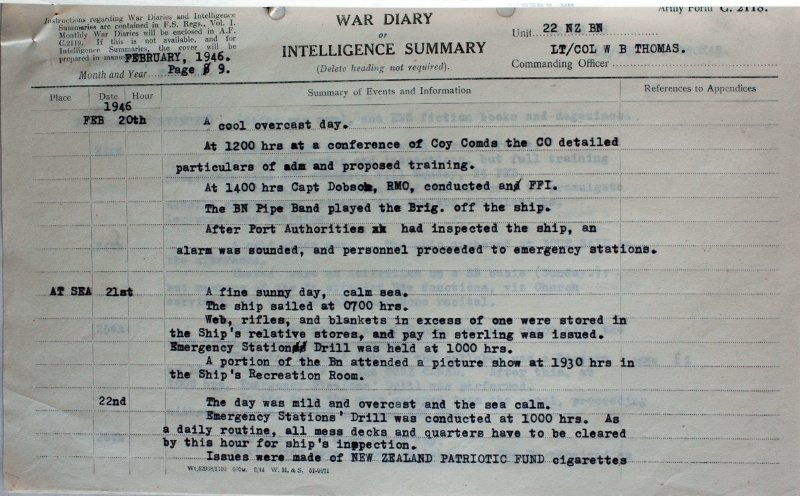 Instructions regarding War Diaries and Intelligence
Summaries are contained in F.S. Regs., Vol. I.
Monthly War Diaries will be enclosed in A.F.
C.2119. If this is not available, and for
Intelligence Summaries, the cover will be
prepared in manus FEBRUARY, 1946.
Month and Year Page 9.
WAR DIARY
or
INTELLIGENCE SUMMARY
(Delete heading not required).
Army Form C. 2118.
Unit 22 NZ BN
LT/COL W B THOMAS.
Commanding Officer
Place Date Hour Summary of Events and Information References to Appendices
1946
FEB 20th A cool overcast day.
At 1200 hrs at a conference of Coy Comds the CO detailed
particulars of adm and proposed training.
At 1400 hrs Capt Dobson, RMO, conducted an FFI.
The BN Pipe Band played the Brig. off the ship.
After Port Authorities had inspected the ship, an
alarm was sounded, and personnel proceeded to emergency stations.
AT SEA 21st A fine sunny day, calm sea.
The ship sailed at 0700 hrs.
Web, rifles, and blankets in excess of one were stored in
the Ship's relative stores, and pay in sterling was issued.
Emergency Station Drill was held at 1000 hrs.
A portion of the Bn attended a picture show at 1930 hrs in
the Ship's Recreation Room.
22nd The day was mild and overcast and the sea calm.
Emergency Stations' Drill was conducted at 1000 hrs. As
a daily routine, all mess decks and quarters have to be cleared
by this hour for ship's inspection.
Issues were made of NEW ZEALAND PATRIOTIC FUND cigarettes
W. H. & S.